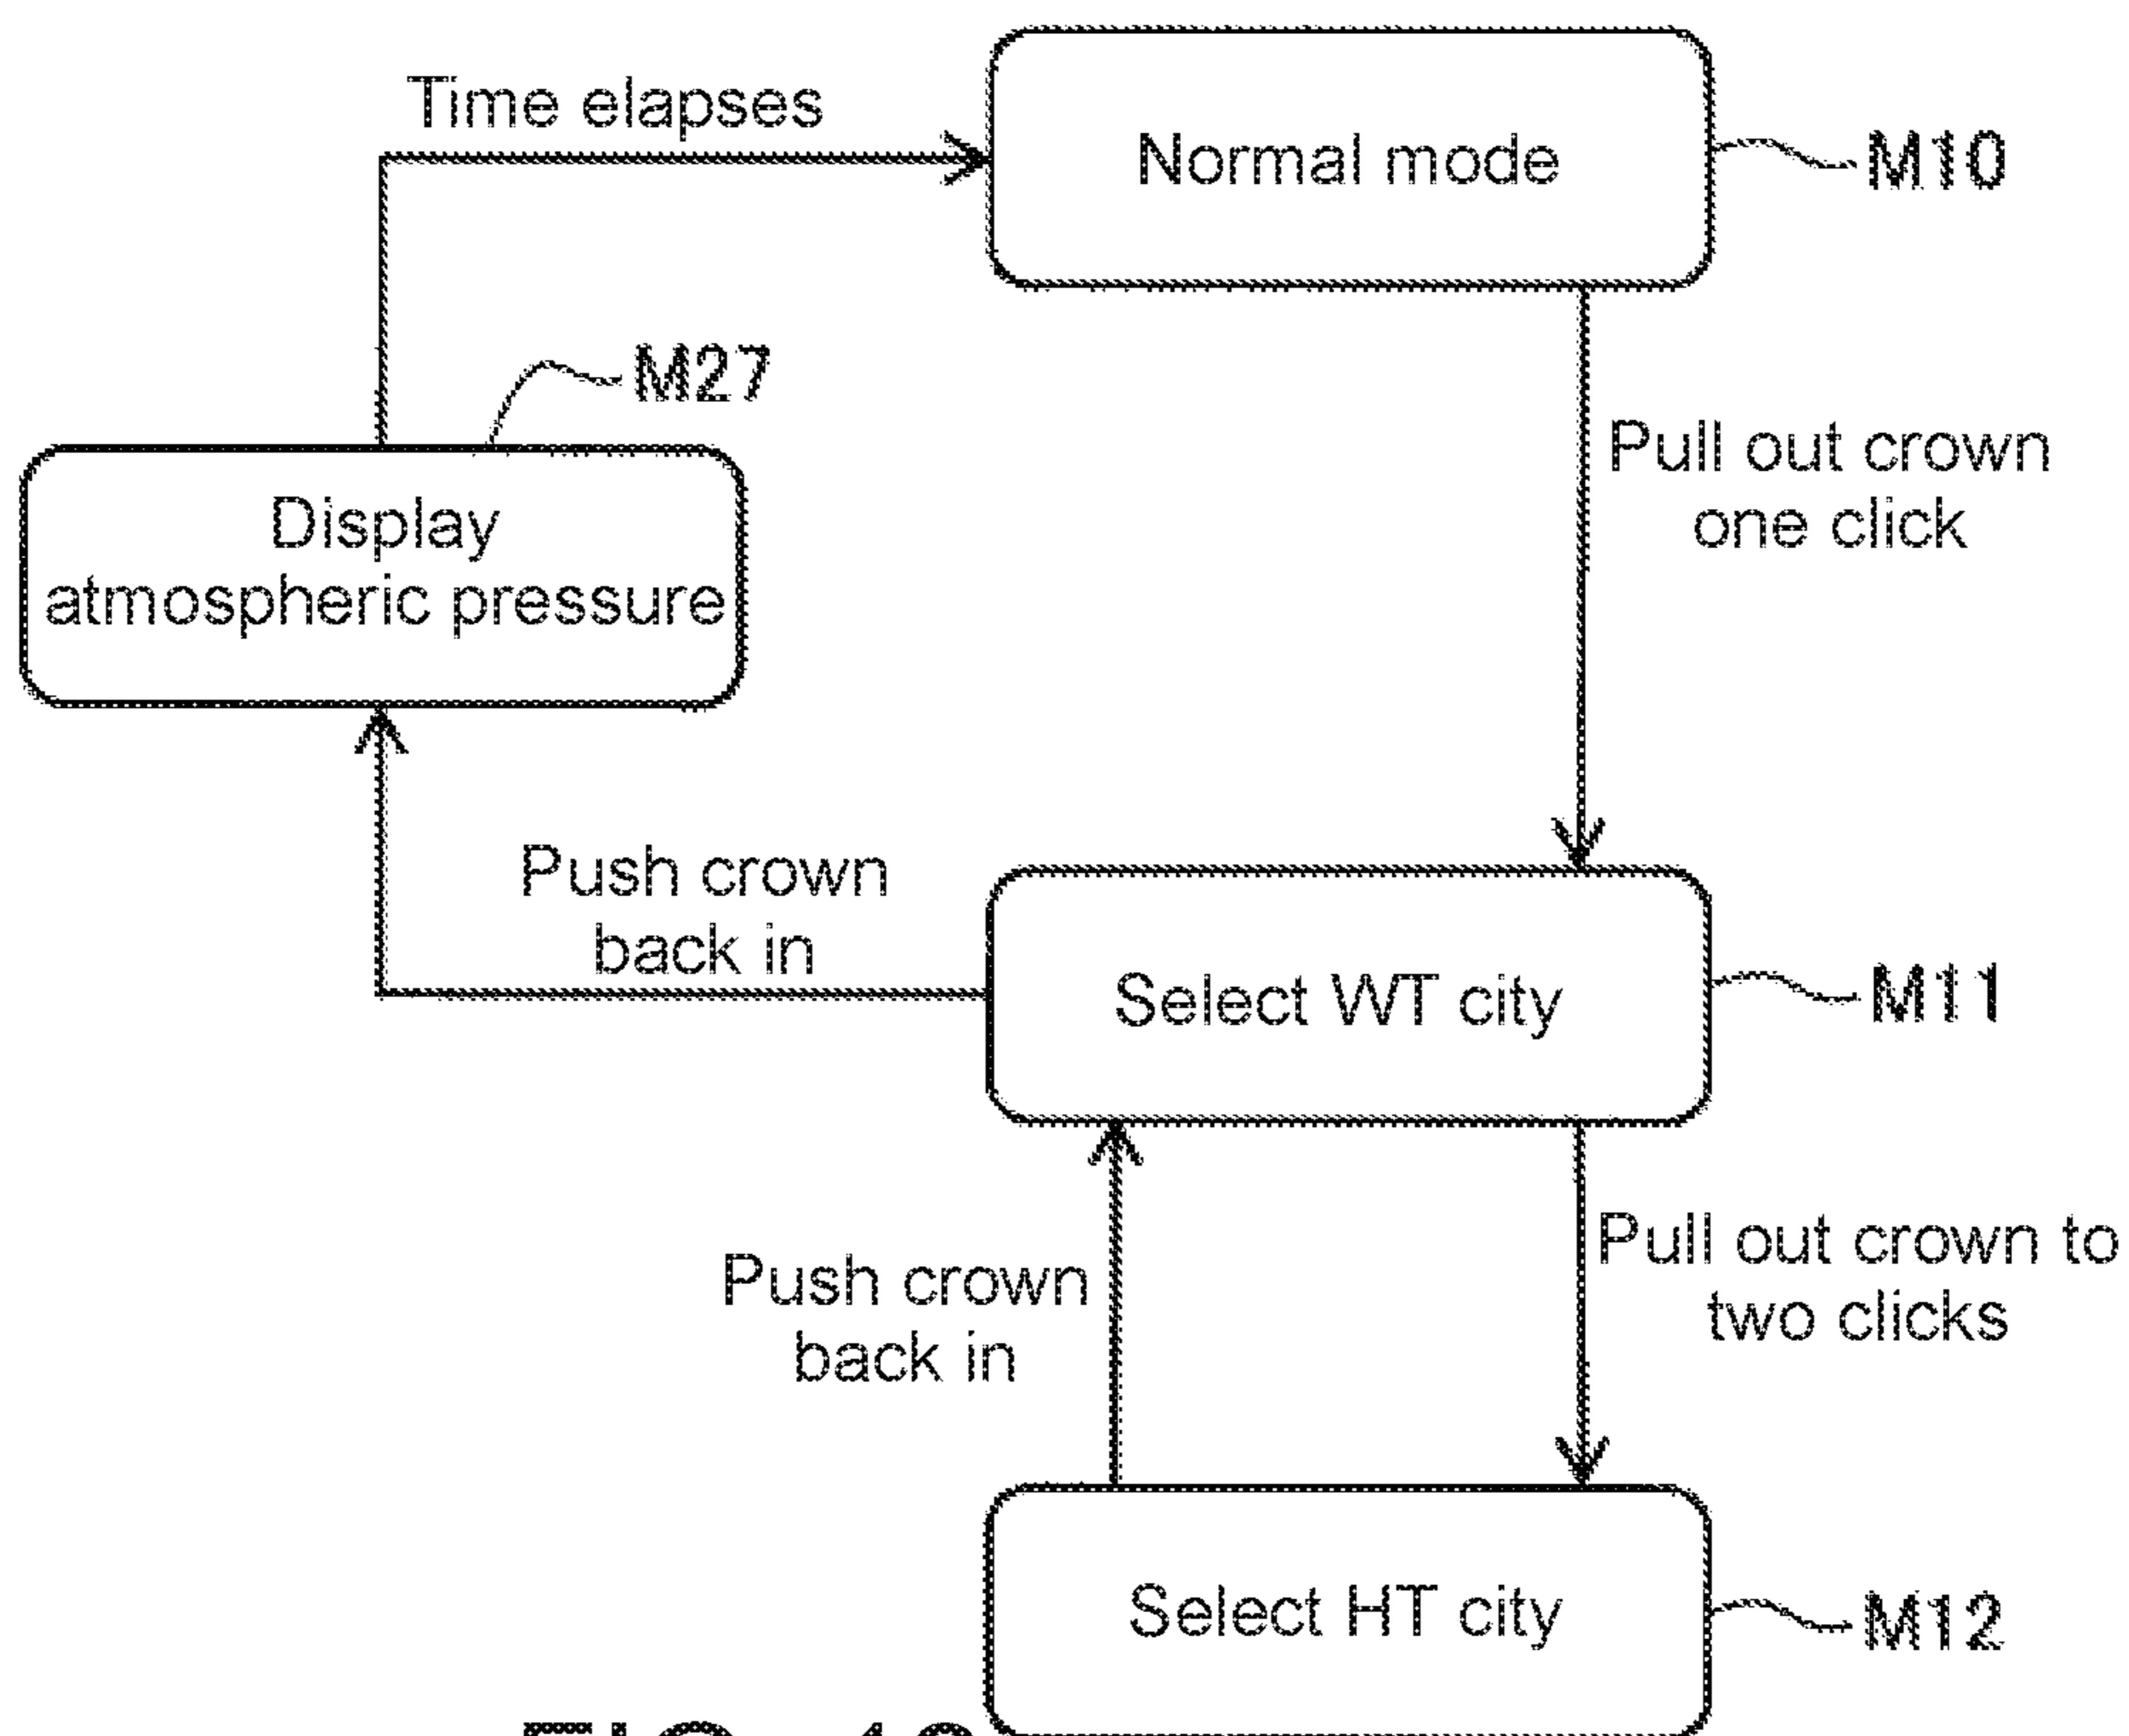 Time elapses
Normal mode
M10
M27
Pull out crown
one click
Display
atmospheric pressure
Push crown
back in
Select WT city
M11
Pull out crown to
two clicks
Push crown
back in
Select HT city
M12